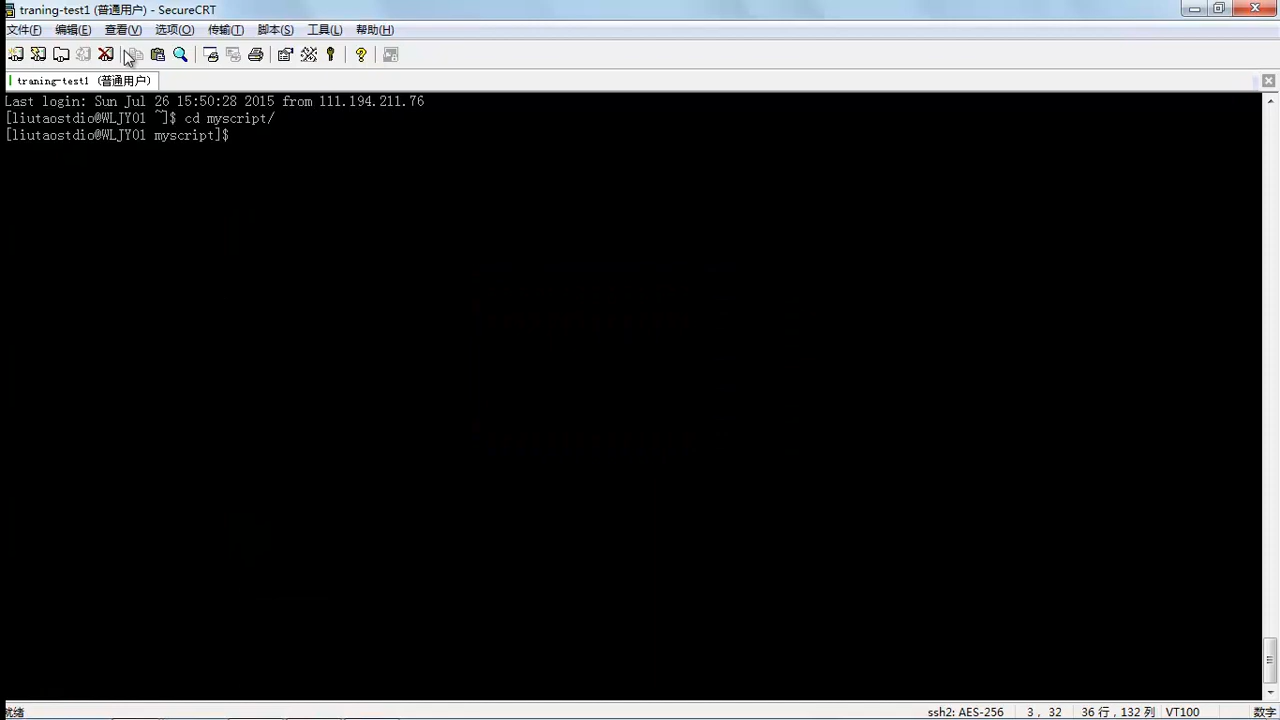 traning-test1 (普通用户) - SecureCRT
文件(F) 编辑(E) 查看(V) 选项(O) 传输(T) 脚本(S) 工具(L) 帮助(H)
traning-test1 (普通用户)
Last login: Sun Jul 26 15:50:28 2015 from 111.194.211.76
[liutaostdio@WLJY01 ~]$ cd myscript/
[liutaostdio@WLJY01 myscript]$
就绪 ssh2: AES-256 3, 32 36 行, 132 列 VT100 数字